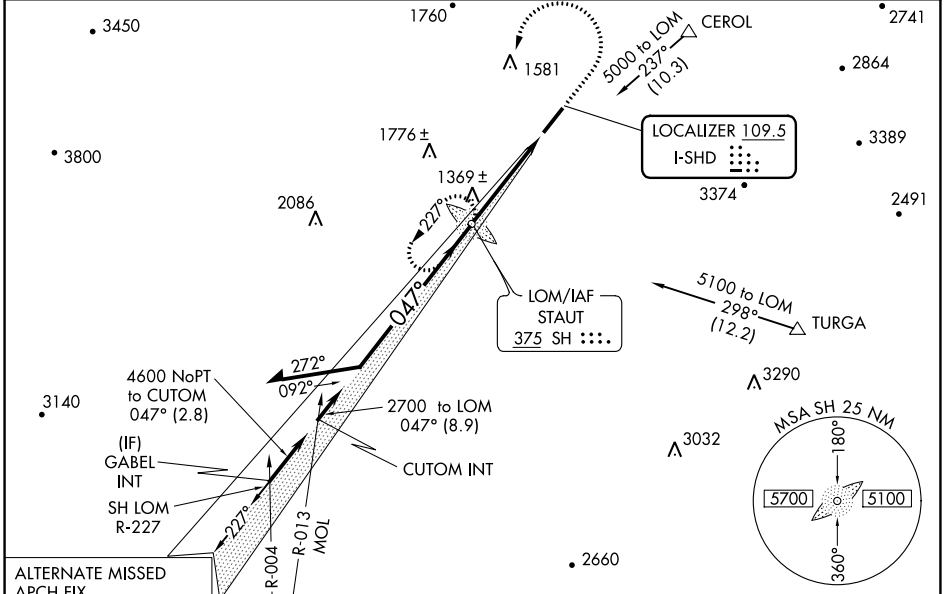 3450
1760
5000 to LOM
237°
(10.3)
CEROL
2741
1581
2864
LOCALIZER 109.5
I-SHD
3800
1776 ±
3389
1369 ±
3374
2086
227°
2491
LOM/IAF
STAUT
375 SH
5100 to LOM
298°
(12.2)
TURGA
047°
272°
092°
4600 NoPT
to CUTOM
047° (2.8)
3140
2700 to LOM
047° (8.9)
3290
(IF)
GABEL
INT
CUTOM INT
3032
MSA SH 25 NM
180°
5700
5100
360°
SH LOM
R-227
227°
R-004
R-013
MOL
2660
ALTERNATE MISSED
APCH FIX